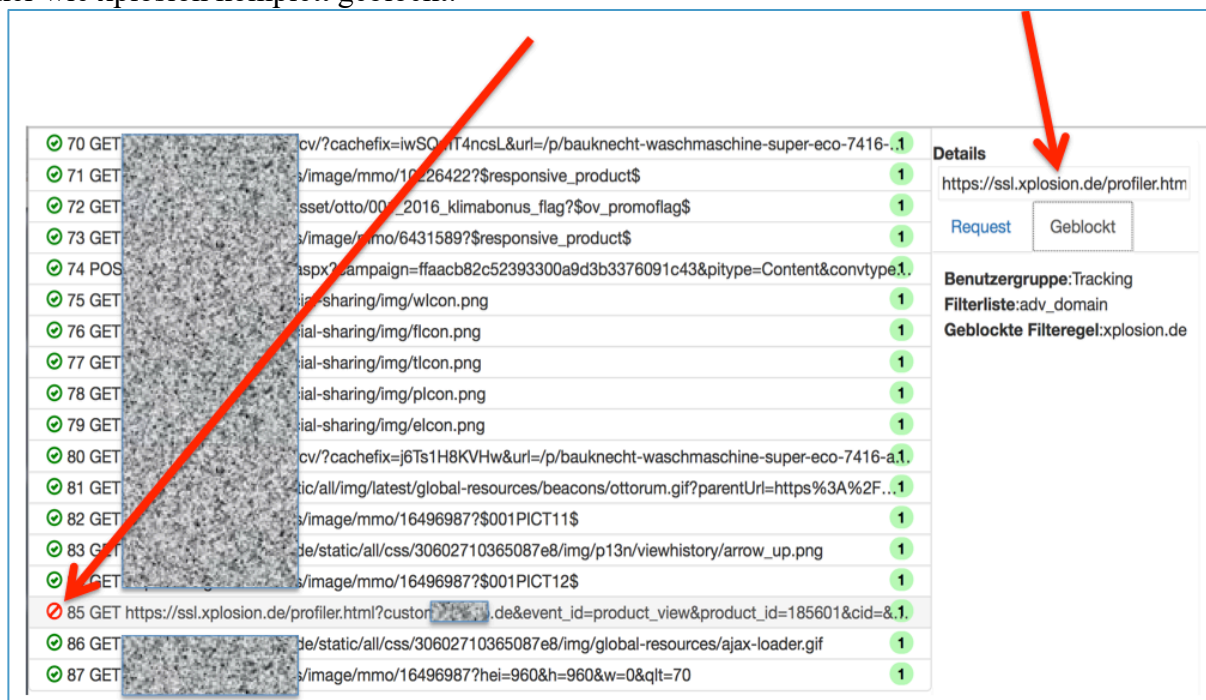 70 GET cv/?cachefix=iwSQ T4ncsL&url=/p/bauknecht-waschmaschine-super-eco-7416-..1
71 GET s/image/mmo/10226422?$responsive_product$ 1
72 GET sset/otto/00 _2016_klimabonus_flag?$ov_promoflag$ 1
73 GET s/image/mmo/6431589?$responsive_product$ 1
74 POS aspx?campaign=ffaacb82c52393300a9d3b3376091c43&pitype=Content&convtype.1..
75 GET ial-sharing/img/wIcon.png 1
76 GET ial-sharing/img/fIcon.png 1
77 GET ial-sharing/img/tIcon.png 1
78 GET ial-sharing/img/pIcon.png 1
79 GET ial-sharing/img/eIcon.png 1
80 GET cv/?cachefix=j6Ts1H8KVHw&url=/p/bauknecht-waschmaschine-super-eco-7416-a.1.
81 GET tic/all/img/latest/global-resources/beacons/ottorum.gif?parentUrl=https%3A%2F...1
82 GET s/image/mmo/16496987?$001PICT11$ 1
83 GET de/static/all/css/30602710365087e8/img/p13n/viewhistory/arrow_up.png 1
GET s/image/mmo/16496987?$001PICT12$ 1
85 GET https://ssl.xplosion.de/profiler.html?custom .de&event_id=product_view&product_id=185601&cid=&.1.
86 GET de/static/all/css/30602710365087e8/img/global-resources/ajax-loader.gif 1
87 GET s/image/mmo/16496987?hei=960&h=960&w=0&qlt=70 1
Details
https://ssl.xplosion.de/profiler.htm
Request Geblockt
Benutzergruppe:Tracking
Filterliste:adv_domain
Geblockte Filteregel:xplosion.de